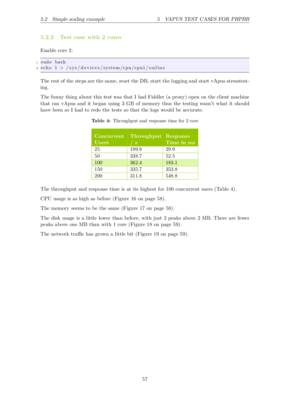 5.2 Simple scaling example 5 VAPUS TEST CASES FOR PHPBB
5.2.2 Test case with 2 cores
Enable core 2:
1 sudo bash
2 echo 1 > /sys/devices/system/cpu/cpu1/online
The rest of the steps are the same, reset the DB, start the logging and start vApus stresstest-
ing.
The funny thing about this test was that I had Fiddler (a proxy) open on the client machine
that ran vApus and it began using 3 GB of memory thus the testing wasn't what it should
have been so I had to redo the tests so that the logs would be accurate.
Table 4: Throughput and response time for 2 core
Concurrent Throughput Response
Users / s Time in ms
25 189.8 39.8
50 338.7 52.5
100 362.4 183.1
150 335.7 353.8
200 311.8 548.8
The throughput and response time is at its highest for 100 concurrent users (Table 4).
CPU usage is as high as before (Figure 16 on page 58).
The memory seems to be the same (Figure 17 on page 58).
The disk usage is a little lower than before, with just 2 peaks above 2 MB. There are fewer
peaks above one MB than with 1 core (Figure 18 on page 59).
The network traffic has grown a little bit (Figure 19 on page 59).
57